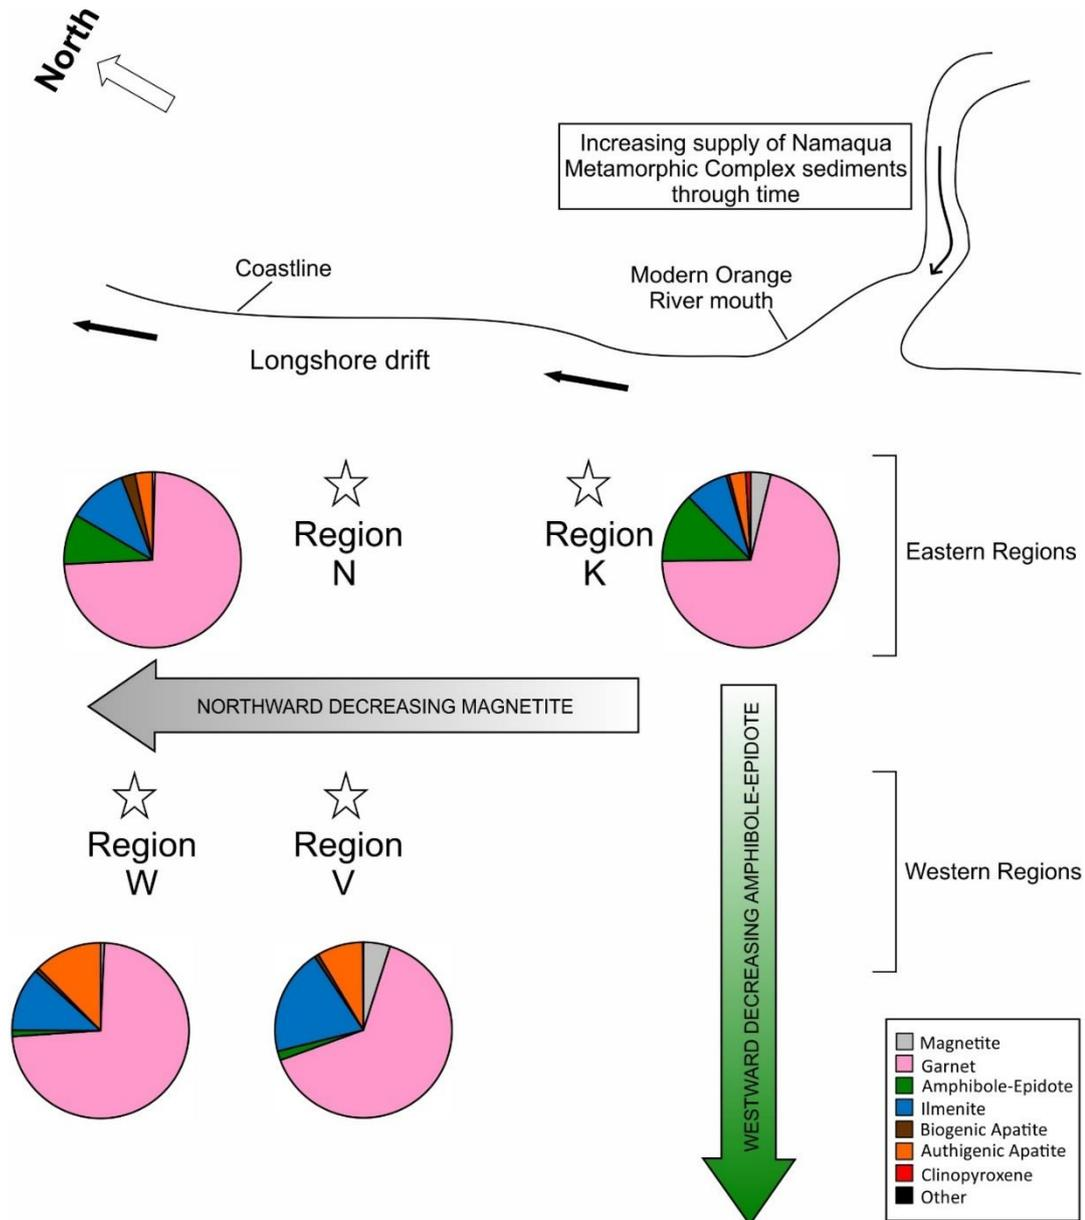 North
Increasing supply of Namaqua
Metamorphic Complex sediments
through time
Coastline
Modern Orange
River mouth
Longshore drift
Region
N
Region
K
Eastern Regions
NORTHWARD DECREASING MAGNETITE
WESTWARD DECREASING AMPHIBOLE-EPIDOTE
Region
W
Region
V
Western Regions
Magnetite
Garnet
Amphibole-Epidote
Ilmenite
Biogenic Apatite
Authigenic Apatite
Clinopyroxene
Other